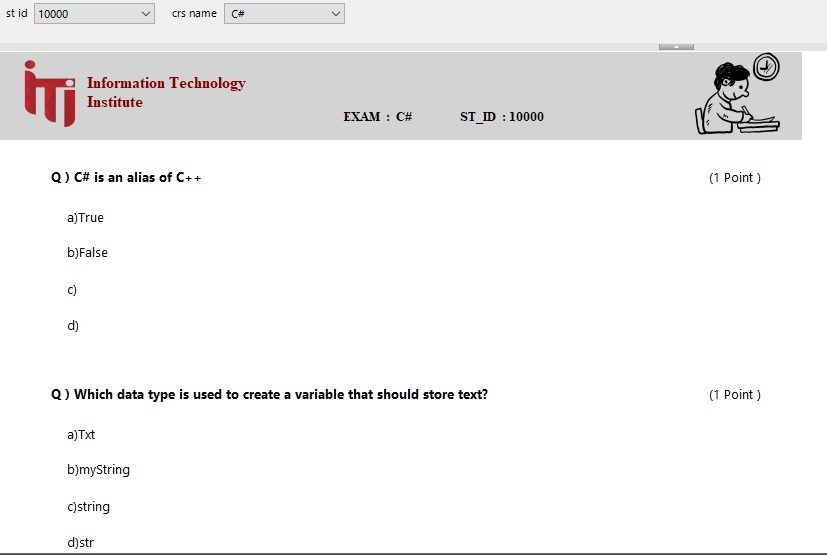 st id 10000 crs name C#
iTi Information Technology
Institute
EXAM : C# ST_ID : 10000
Q ) C# is an alias of C++ (1 Point )
a)True
b)False
c)
d)
Q ) Which data type is used to create a variable that should store text? (1 Point )
a)Txt
b)myString
c)string
d)str